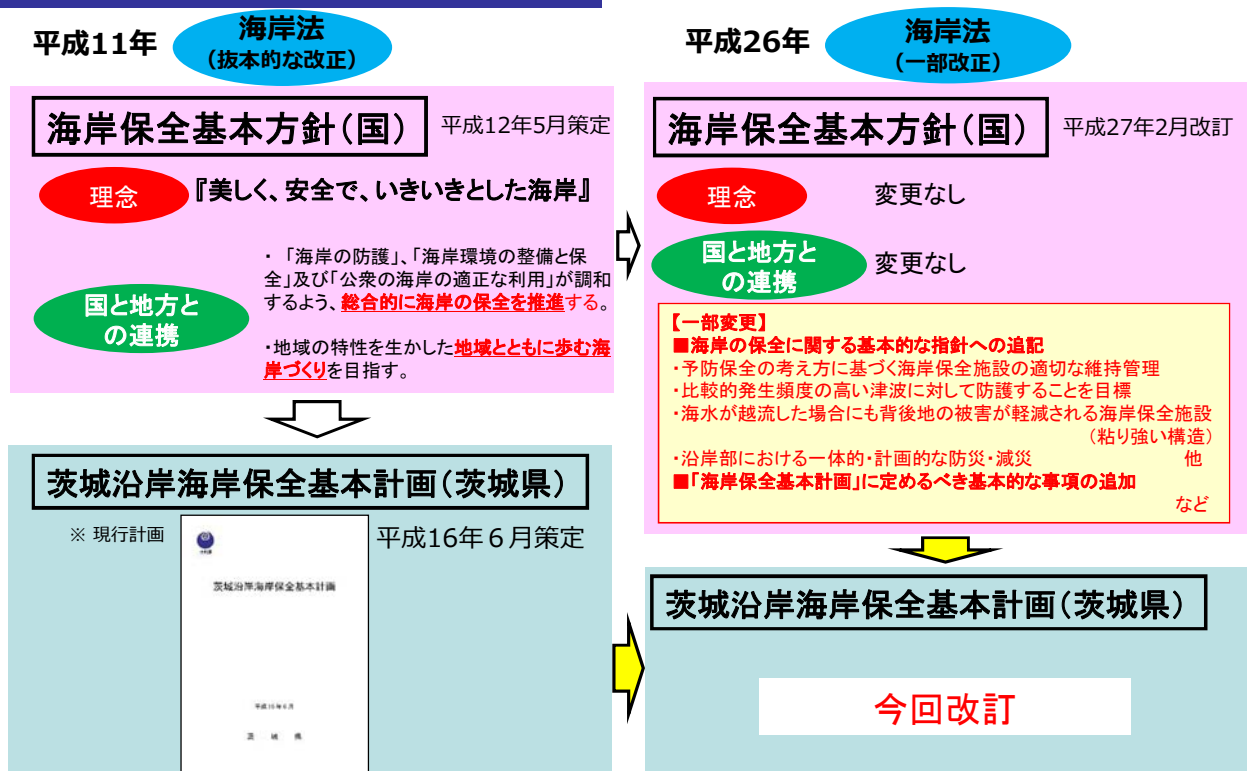 平成11年
海岸法
（抜本的な改正）
海岸保全基本方針（国）
平成12年5月策定
理念
『美しく、安全で、いきいきとした海岸』
国と地方と
の連携
・「海岸の防護」、「海岸環境の整備と保
全」及び「公衆の海岸の適正な利用」が調和
するよう、総合的に海岸の保全を推進する。
・地域の特性を生かした地域とともに歩む海
岸づくりを目指す。
茨城沿岸海岸保全基本計画（茨城県）
※ 現行計画
平成16年６月策定
茨城沿岸海岸保全基本計画
平成16年6月
茨 城 県
平成26年
海岸法
（一部改正）
海岸保全基本方針（国）
平成27年2月改訂
理念
変更なし
国と地方と
の連携
変更なし
【一部変更】
■海岸の保全に関する基本的な指針への追記
・予防保全の考え方に基づく海岸保全施設の適切な維持管理
・比較的発生頻度の高い津波に対して防護することを目標
・海水が越流した場合にも背後地の被害が軽減される海岸保全施設
（粘り強い構造）
・沿岸部における一体的・計画的な防災・減災 他
■「海岸保全基本計画」に定めるべき基本的な事項の追加
など
茨城沿岸海岸保全基本計画（茨城県）
今回改訂